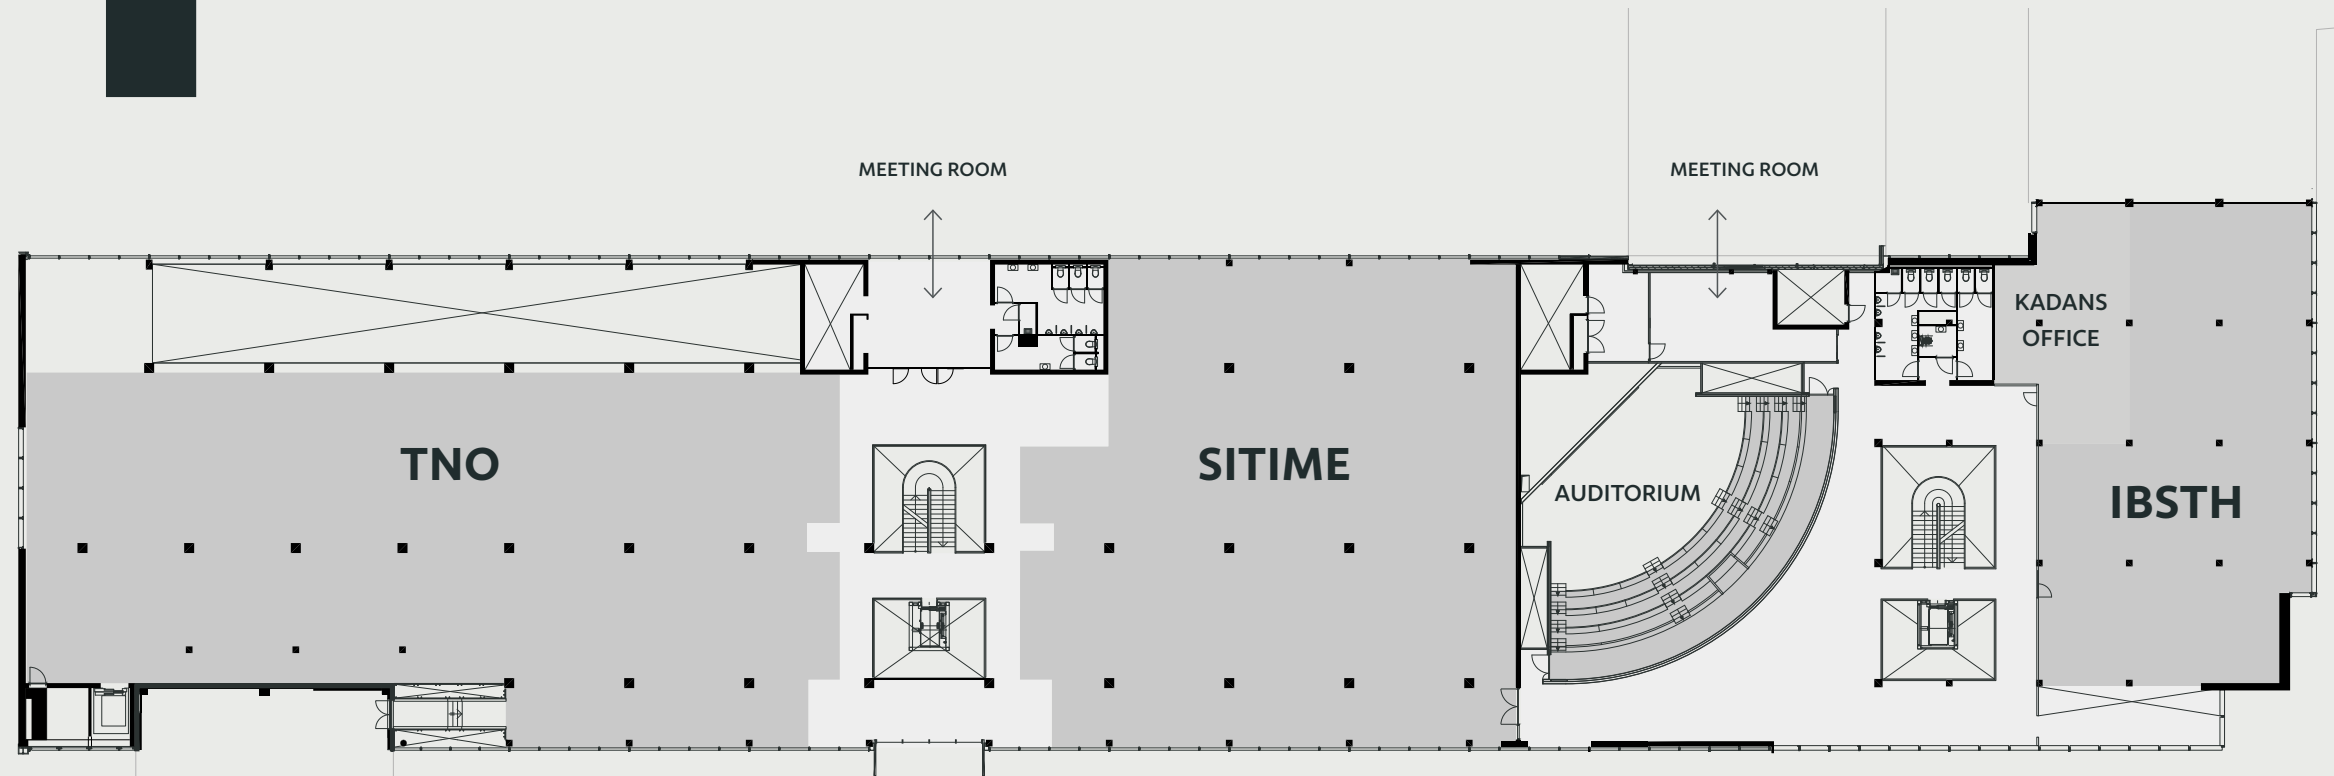 MEETING ROOM
MEETING ROOM
KADANS
OFFICE
TNO
SITIME
AUDITORIUM
IBSTH